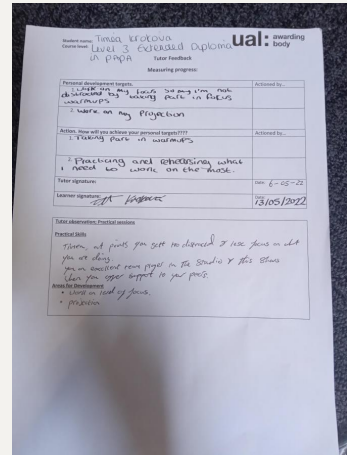 Student name: Timea Krokova
ual: awarding body
Course level: Level 3 Extended Diploma
in PAPA
Tutor Feedback
Measuring progress:
Personal development targets.
Actioned by...
1. Work on my focus so my I'm not
distracted by taking part in focus
warmups
2. Work on my Projection
Action. How will you achieve your personal targets????
Actioned by...
1. Taking part in warmups
2. Practicing and rehearsing what
I need to work on the most.
Tutor signature:
Date: 6-05-22
Learner signature:
Date:
13/05/2022
Tutor observation: Practical sessions
Practical Skills
Timea, at points you get to distracted & lose focus on what
you are doing.
you an excellent team player in the Studio & this Shows
when you offer support to your peers.
Areas for Development:
• Work on level of focus.
• projection